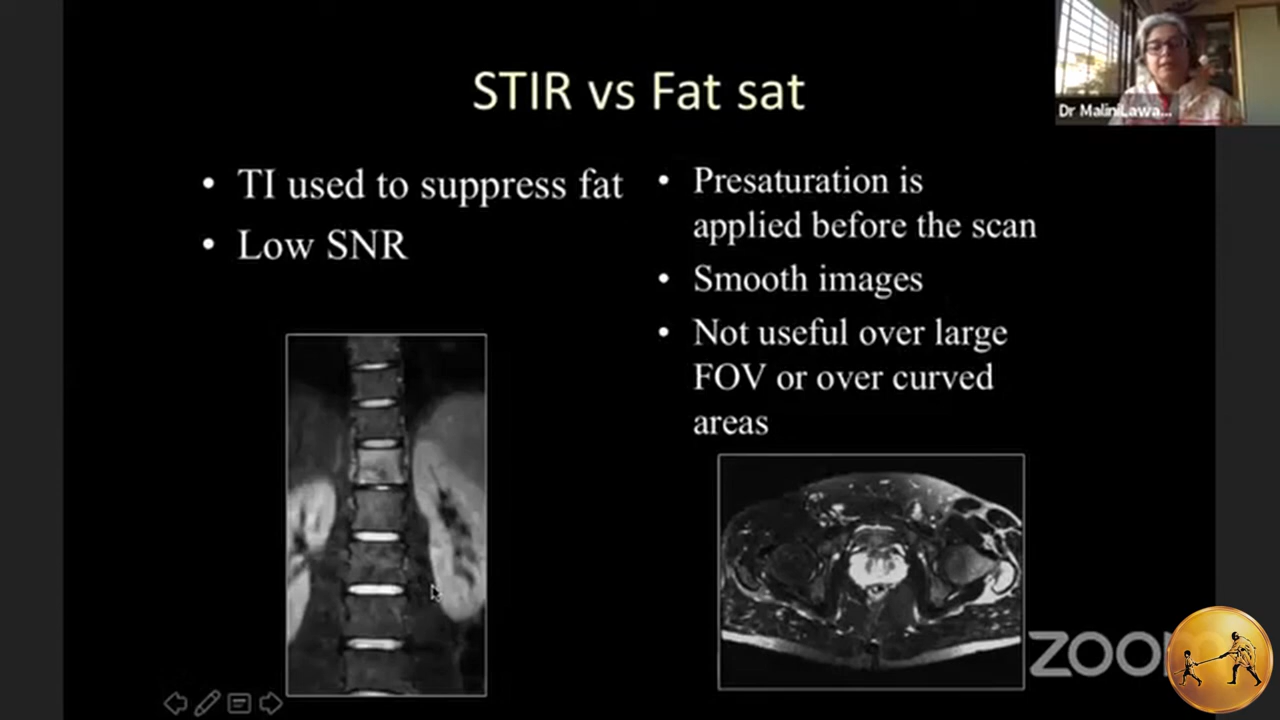 STIR vs Fat sat
• TI used to suppress fat
• Low SNR
• Presaturation is
applied before the scan
• Smooth images
• Not useful over large
FOV or over curved
areas
Dr MaliniLawa...
zoom